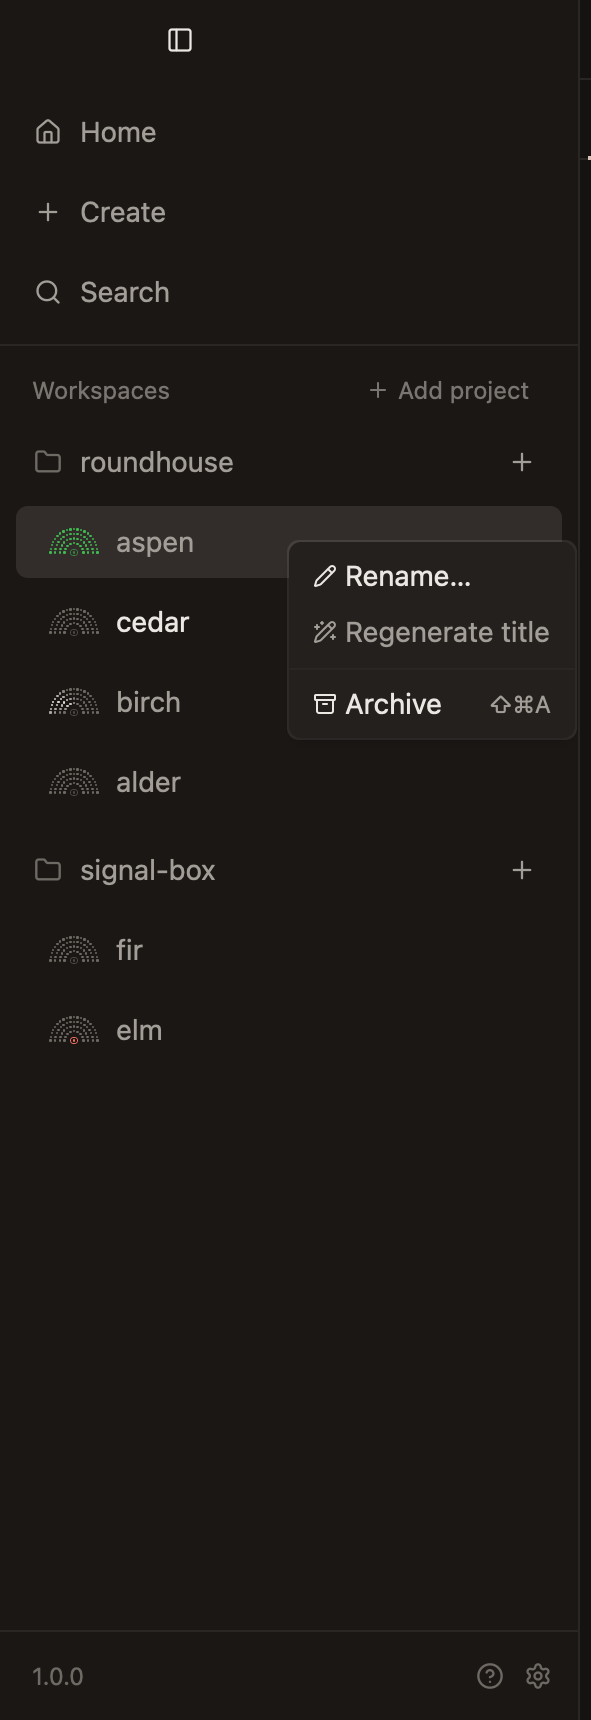 Home
Create
Search
Workspaces
Add project
roundhouse
aspen
Rename...
cedar
Regenerate title
birch
Archive ⇧⌘A
alder
signal-box
fir
elm
1.0.0